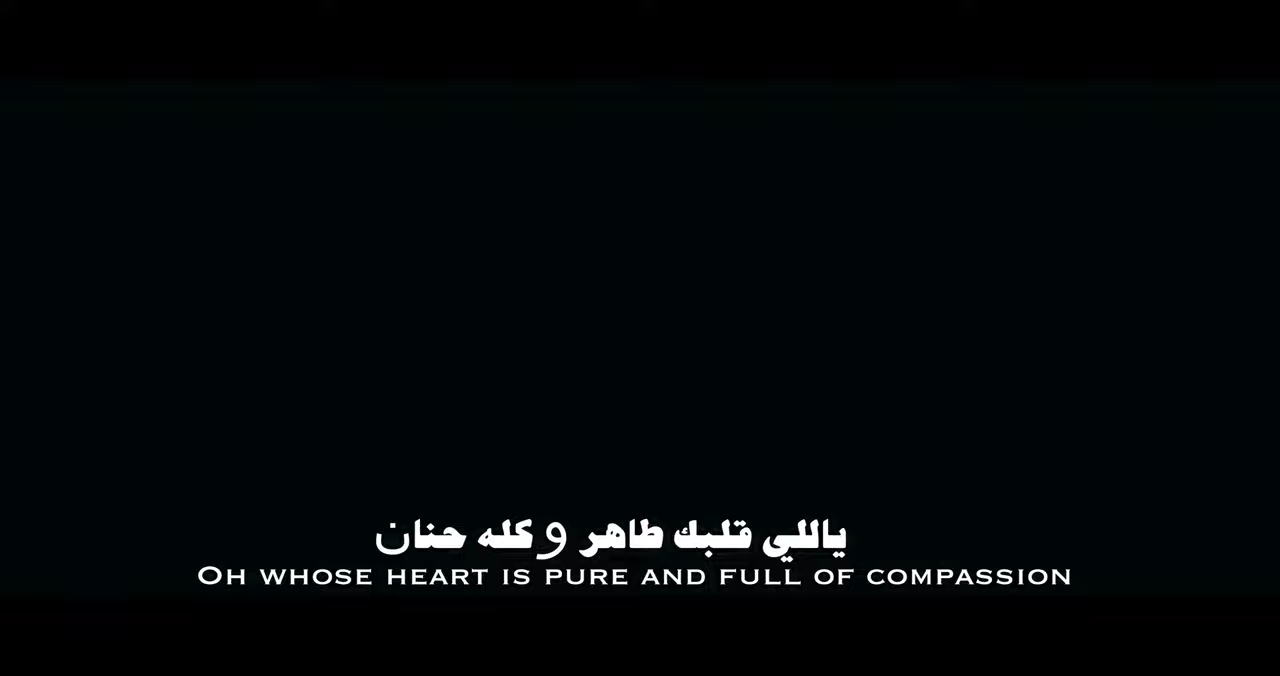 ياللي قلبك طاهر وكله حنان
OH WHOSE HEART IS PURE AND FULL OF COMPASSION